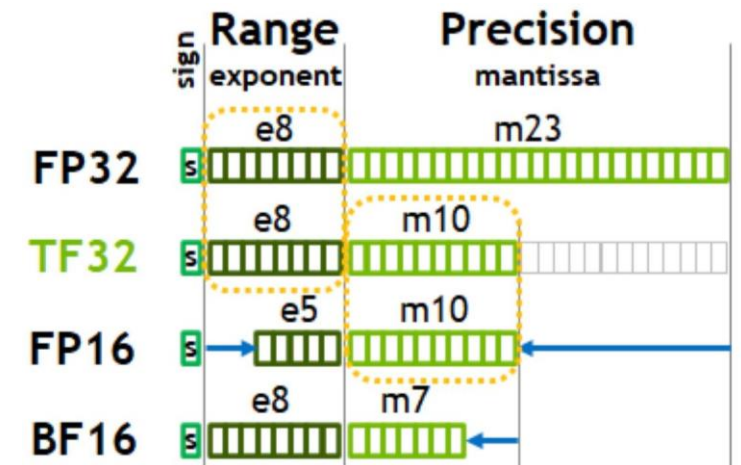 sign Range Precision
exponent mantissa
e8 m23
FP32 s
e8 m10
TF32 s
e5 m10
FP16 s
e8 m7
BF16 s